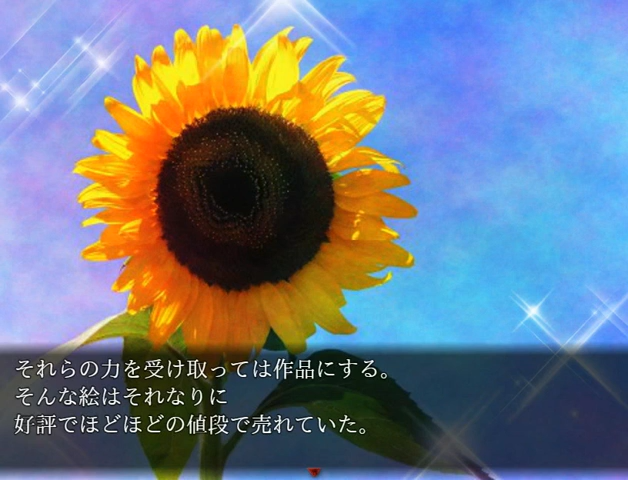 それらの力を受け取っては作品にする。
そんな絵はそれなりに
好評でほどほどの値段で売れていた。